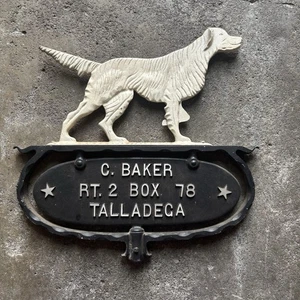 C. BAKER
RT. 2 BOX 78
TALLADEGA